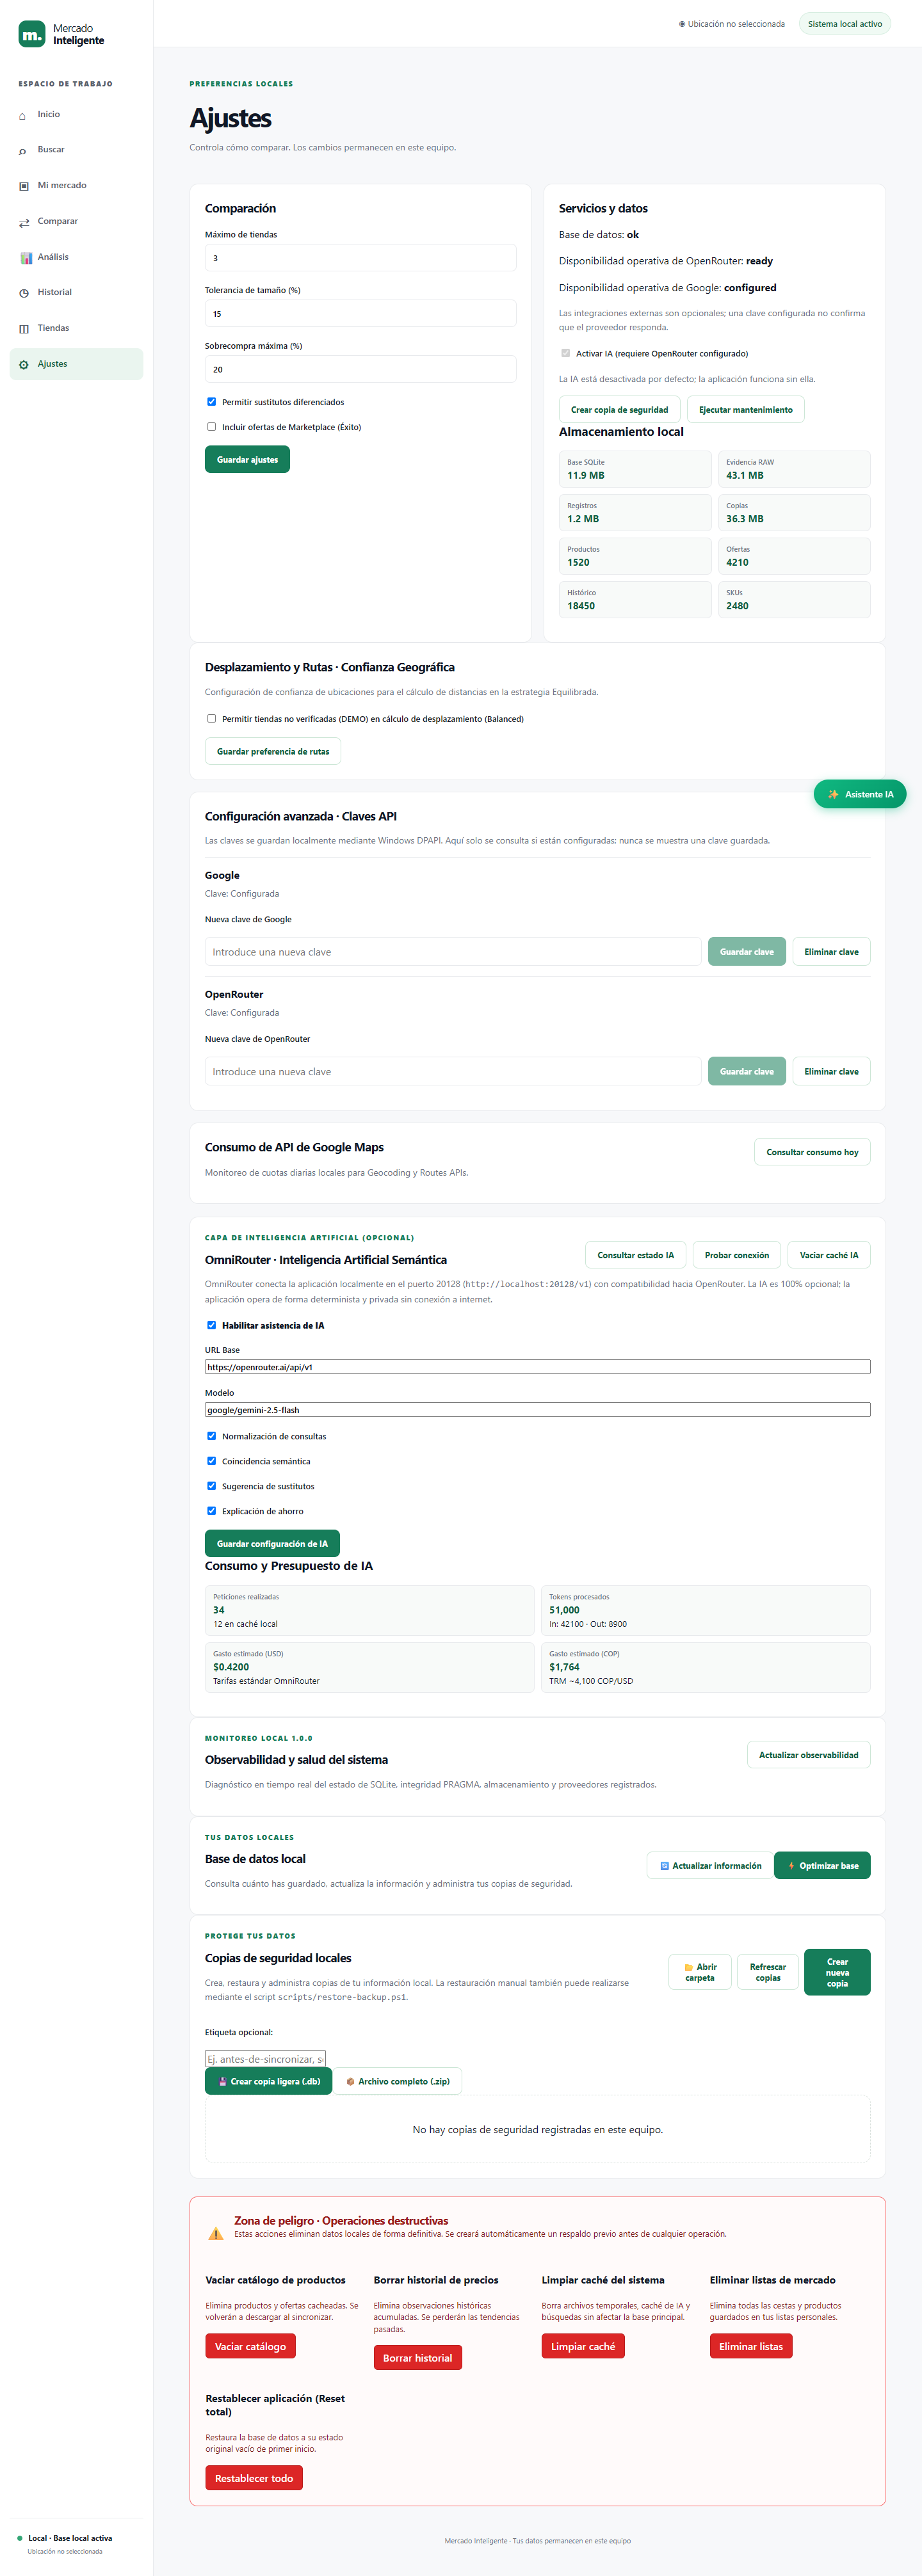 m.
Mercado
Inteligente
Ubicación no seleccionada
Sistema local activo
ESPACIO DE TRABAJO
Inicio
Buscar
Mi mercado
Comparar
Análisis
Historial
Tiendas
Ajustes
PREFERENCIAS LOCALES
Ajustes
Controla cómo comparar. Los cambios permanecen en este equipo.
Comparación
Máximo de tiendas
3
Tolerancia de tamaño (%)
15
Sobrecompra máxima (%)
20
Permitir sustitutos diferenciados
Incluir ofertas de Marketplace (Éxito)
Guardar ajustes
Servicios y datos
Base de datos: ok
Disponibilidad operativa de OpenRouter: ready
Disponibilidad operativa de Google: configured
Las integraciones externas son opcionales; una clave configurada no confirma
que el proveedor responda.
Activar IA (requiere OpenRouter configurado)
La IA está desactivada por defecto; la aplicación funciona sin ella.
Crear copia de seguridad
Ejecutar mantenimiento
Almacenamiento local
Base SQLite
11.9 MB
Evidencia RAW
43.1 MB
Registros
1.2 MB
Copias
36.3 MB
Productos
1520
Ofertas
4210
Histórico
18450
SKUs
2480
Desplazamiento y Rutas · Confianza Geográfica
Configuración de confianza de ubicaciones para el cálculo de distancias en la estrategia Equilibrada.
Permitir tiendas no verificadas (DEMO) en cálculo de desplazamiento (Balanced)
Guardar preferencia de rutas
Asistente IA
Configuración avanzada · Claves API
Las claves se guardan localmente mediante Windows DPAPI. Aquí solo se consulta si están configuradas; nunca se muestra una clave guardada.
Google
Clave: Configurada
Nueva clave de Google
Introduce una nueva clave
Guardar clave
Eliminar clave
OpenRouter
Clave: Configurada
Nueva clave de OpenRouter
Introduce una nueva clave
Guardar clave
Eliminar clave
Consumo de API de Google Maps
Monitoreo de cuotas diarias locales para Geocoding y Routes APIs.
Consultar consumo hoy
CAPA DE INTELIGENCIA ARTIFICIAL (OPCIONAL)
OmniRouter · Inteligencia Artificial Semántica
Consultar estado IA
Probar conexión
Vaciar caché IA
OmniRouter conecta la aplicación localmente en el puerto 20128 (http://localhost:20128/v1) con compatibilidad hacia OpenRouter. La IA es 100% opcional; la
aplicación opera de forma determinista y privada sin conexión a internet.
Habilitar asistencia de IA
URL Base
https://openrouter.ai/api/v1
Modelo
google/gemini-2.5-flash
Normalización de consultas
Coincidencia semántica
Sugerencia de sustitutos
Explicación de ahorro
Guardar configuración de IA
Consumo y Presupuesto de IA
Peticiones realizadas
34
12 en caché local
Tokens procesados
51,000
In: 42100 · Out: 8900
Gasto estimado (USD)
$0.4200
Tarifas estándar OmniRouter
Gasto estimado (COP)
$1,764
TRM ~4,100 COP/USD
MONITOREO LOCAL 1.0.0
Observabilidad y salud del sistema
Diagnóstico en tiempo real del estado de SQLite, integridad PRAGMA, almacenamiento y proveedores registrados.
Actualizar observabilidad
TUS DATOS LOCALES
Base de datos local
Consulta cuánto has guardado, actualiza la información y administra tus copias de seguridad.
Actualizar información
Optimizar base
PROTEGE TUS DATOS
Copias de seguridad locales
Crea, restaura y administra copias de tu información local. La restauración manual también puede realizarse
mediante el script scripts/restore-backup.ps1.
Abrir
carpeta
Refrescar
copias
Crear
nueva
copia
Etiqueta opcional:
Ej. antes-de-sincronizar, s
Crear copia ligera (.db)
Archivo completo (.zip)
No hay copias de seguridad registradas en este equipo.
Zona de peligro · Operaciones destructivas
Estas acciones eliminan datos locales de forma definitiva. Se creará automáticamente un respaldo previo antes de cualquier operación.
Vaciar catálogo de productos
Elimina productos y ofertas cacheadas. Se
volverán a descargar al sincronizar.
Vaciar catálogo
Borrar historial de precios
Elimina observaciones históricas
acumuladas. Se perderán las tendencias
pasadas.
Borrar historial
Limpiar caché del sistema
Borra archivos temporales, caché de IA y
búsquedas sin afectar la base principal.
Limpiar caché
Eliminar listas de mercado
Elimina todas las cestas y productos
guardados en tus listas personales.
Eliminar listas
Restablecer aplicación (Reset
total)
Restaura la base de datos a su estado
original vacío de primer inicio.
Restablecer todo
Local · Base local activa
Ubicación no seleccionada
Mercado Inteligente · Tus datos permanecen en este equipo